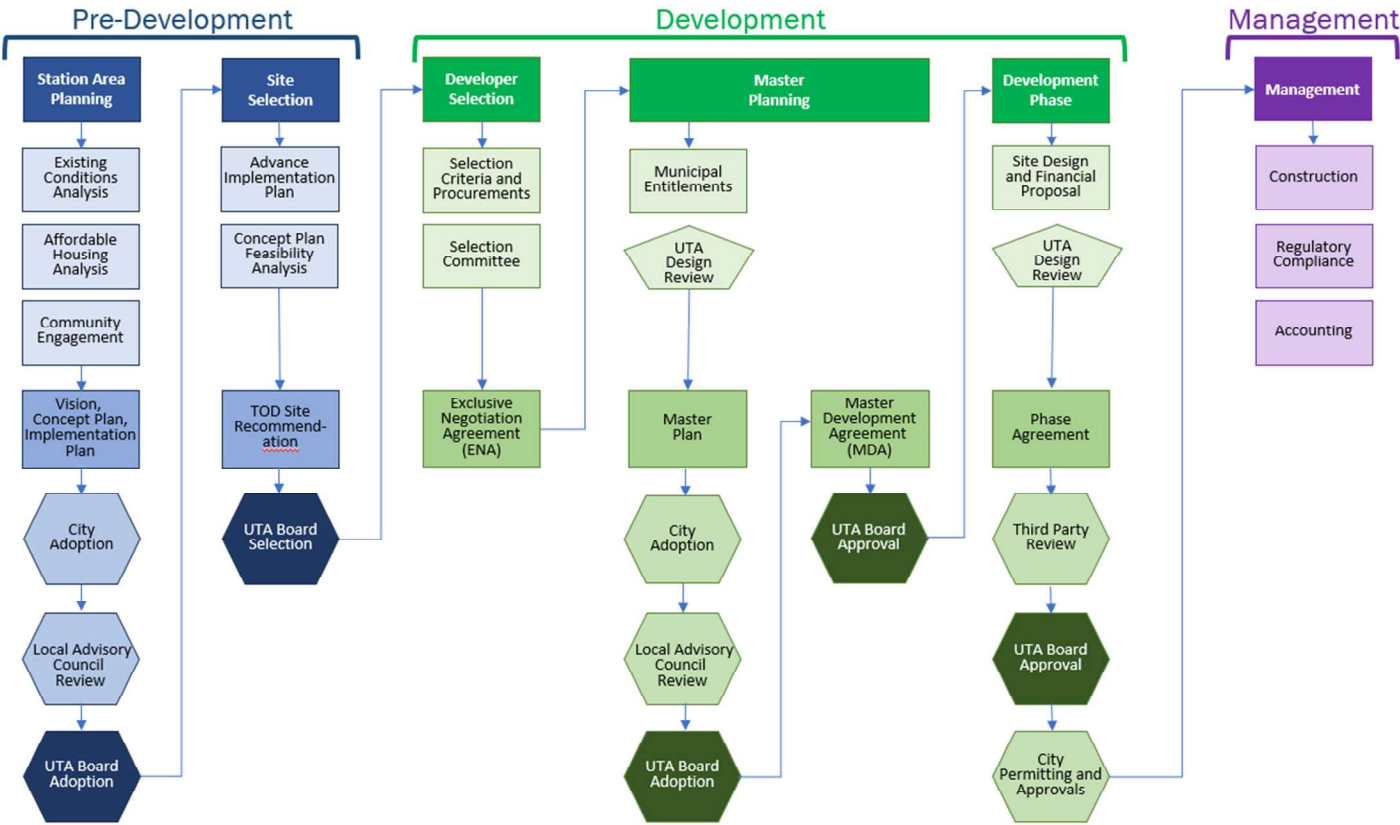 Pre-Development
Development
Management
Station Area
Planning
Existing
Conditions
Analysis
Affordable
Housing
Analysis
Community
Engagement
Vision,
Concept Plan,
Implementation
Plan
City
Adoption
Local Advisory
Council
Review
UTA Board
Adoption
Site
Selection
Advance
Implementation
Plan
Concept Plan
Feasibility
Analysis
TOD Site
Recommend-
ation
UTA Board
Selection
Developer
Selection
Selection
Criteria and
Procurements
Selection
Committee
Exclusive
Negotiation
Agreement
(ENA)
Master
Planning
Municipal
Entitlements
UTA
Design
Review
Master
Plan
City
Adoption
Local Advisory
Council
Review
UTA Board
Adoption
Master
Development
Agreement
(MDA)
UTA Board
Approval
Development
Phase
Site Design
and Financial
Proposal
UTA
Design
Review
Phase
Agreement
Third Party
Review
UTA Board
Approval
City
Permitting and
Approvals
Management
Construction
Regulatory
Compliance
Accounting